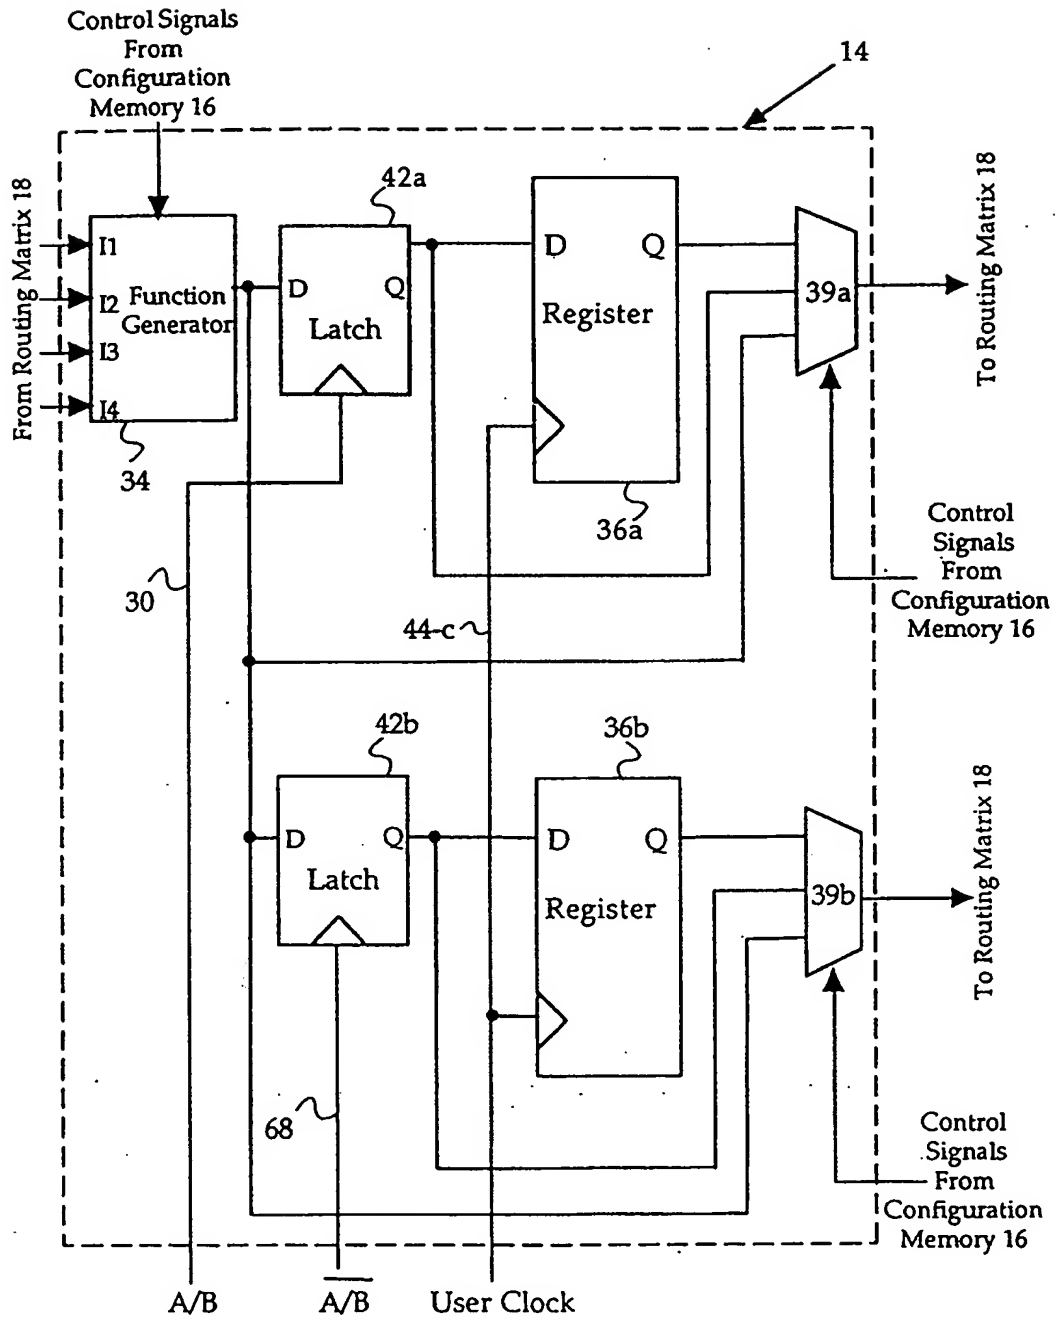 Control Signals
From
Configuration
Memory 16
14
From Routing Matrix 18
I1
I2
I3
I4
Function
Generator
34
42a
D
Q
Latch
D
Q
Register
36a
39a
To Routing Matrix 18
Control
Signals
From
Configuration
Memory 16
30
44-c
42b
D
Q
Latch
36b
D
Q
Register
39b
To Routing Matrix 18
68
Control
Signals
From
Configuration
Memory 16
A/B
A̅/̅B̅
User Clock